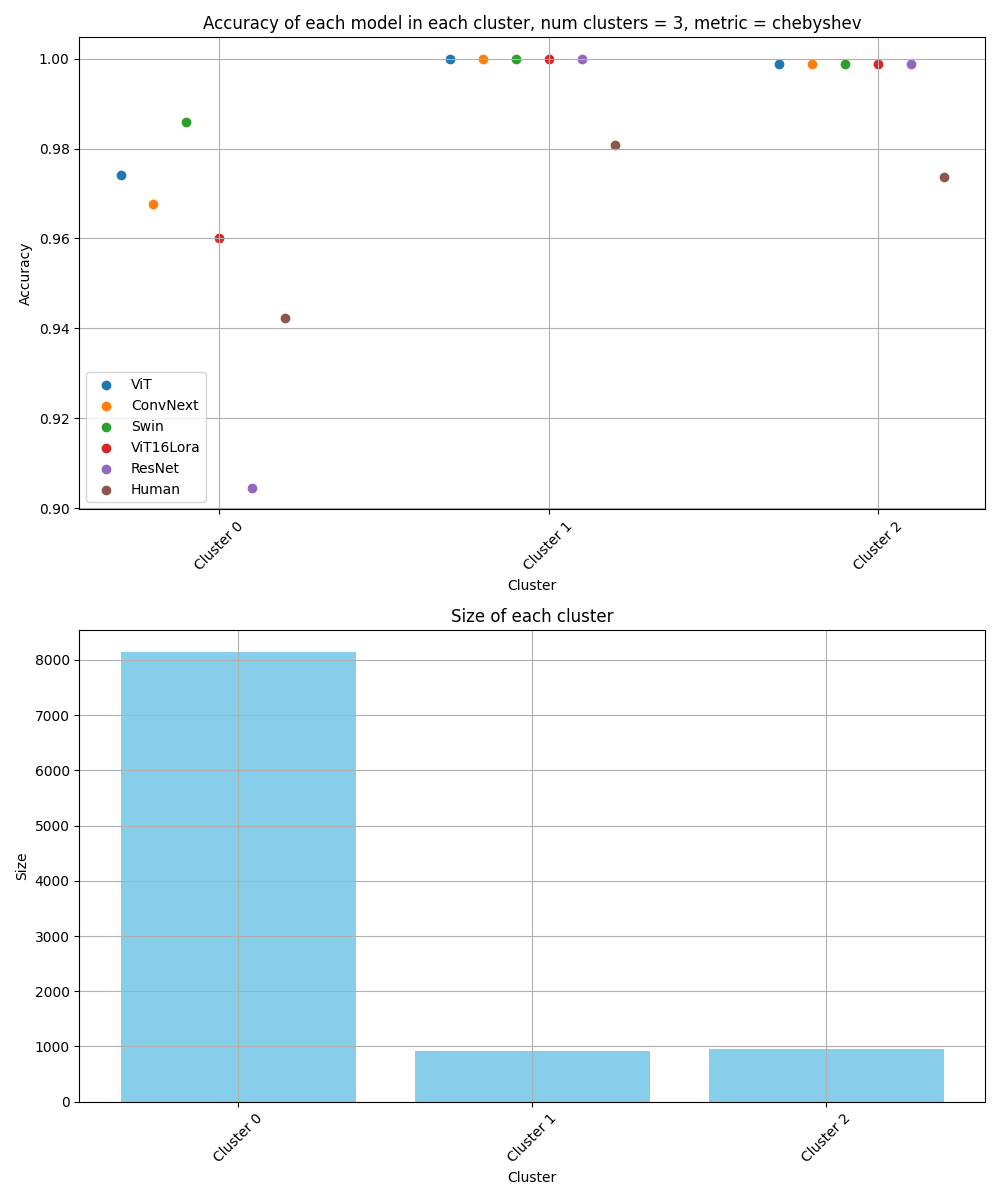 Accuracy of each model in each cluster, num clusters = 3, metric = chebyshev
Accuracy
1.00
0.98
0.96
0.94
0.92
0.90
ViT
ConvNext
Swin
ViT16Lora
ResNet
Human
Cluster 0
Cluster 1
Cluster 2
Cluster
Size of each cluster
Size
8000
7000
6000
5000
4000
3000
2000
1000
0
Cluster 0
Cluster 1
Cluster 2
Cluster